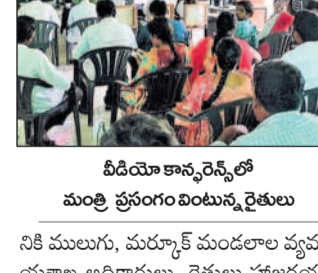 వీడియో కాన్ఫరెన్స్‌లో
మంత్రి ప్రసంగం వింటున్న రైతులు
నికి ములుగు, మర్కూక్ మండలాల వ్యవ